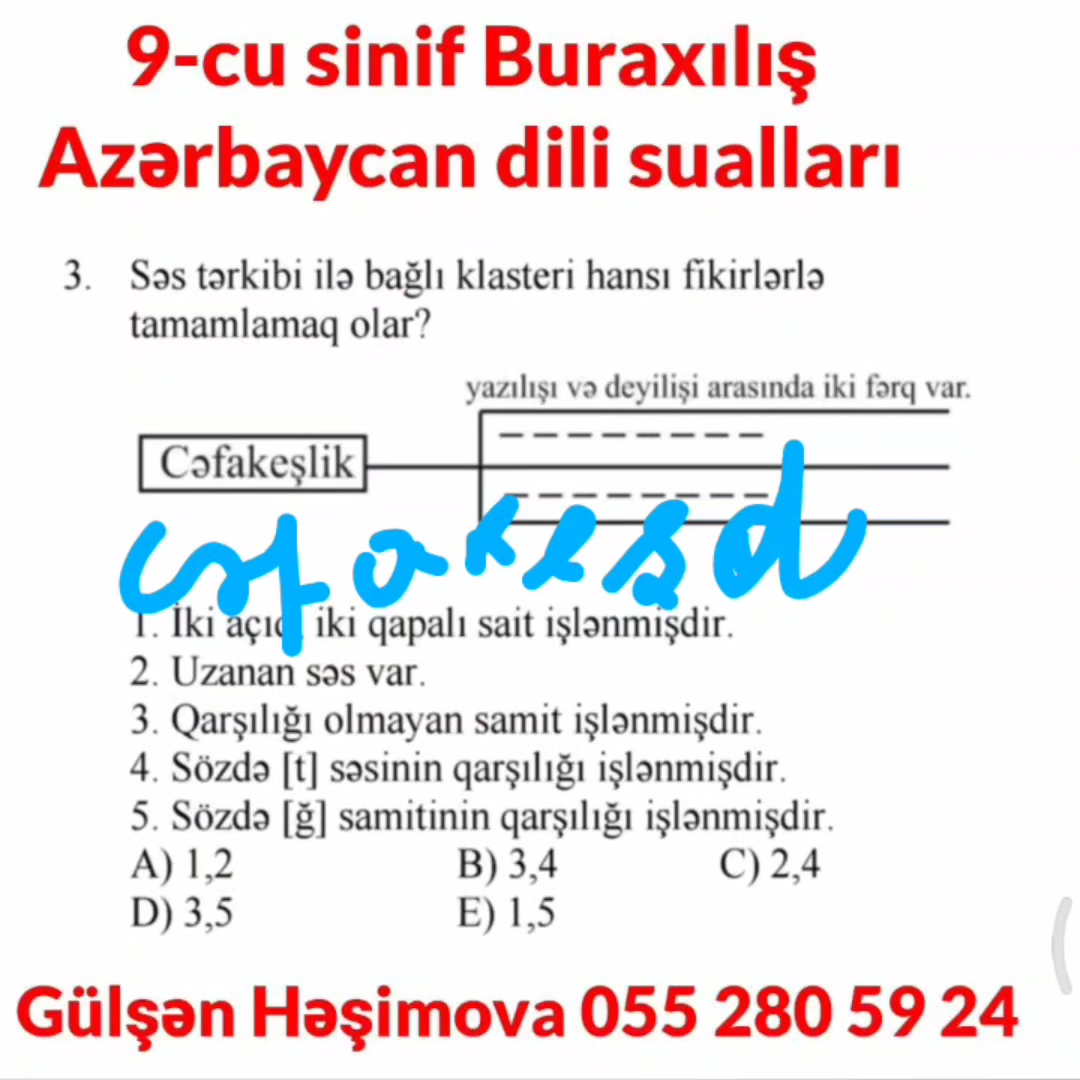 9-cu sinif Buraxılış
Azərbaycan dili sualları
3. Səs tərkibi ilə bağlı klasteri hansı fikirlərlə
tamamlamaq olar?
yazılışı və deyilişi arasında iki fərq var.
Cəfakeşlik
cəfakeşd
1. İki açıq, iki qapalı sait işlənmişdir.
2. Uzanan səs var.
3. Qarşılığı olmayan samit işlənmişdir.
4. Sözdə [t] səsinin qarşılığı işlənmişdir.
5. Sözdə [ğ] samitinin qarşılığı işlənmişdir.
A) 1,2 B) 3,4 C) 2,4
D) 3,5 E) 1,5
Gülşən Həşimova 055 280 59 24